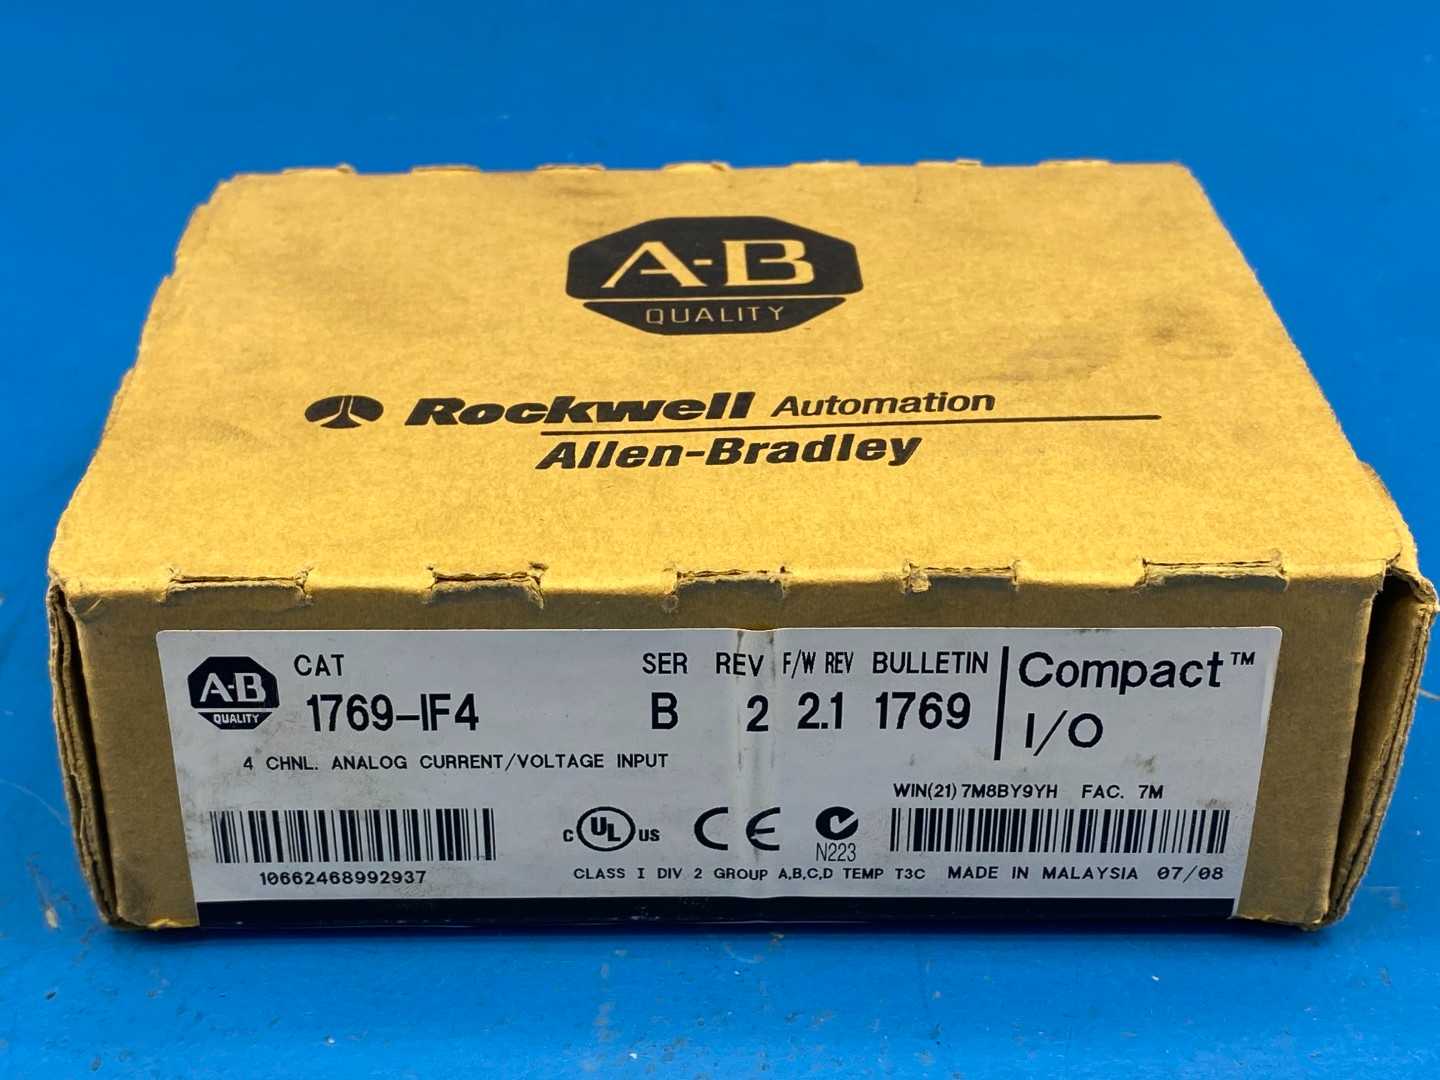 A-B
QUALITY
Rockwell Automation
Allen-Bradley
A-B
QUALITY
CAT SER REV F/W REV BULLETIN
1769-IF4 B 2 2.1 1769
Compact™
I/O
4 CHNL. ANALOG CURRENT/VOLTAGE INPUT
WIN(21) 7M8BY9YH FAC. 7M
10662468992937
C UL US CE N223
CLASS I DIV 2 GROUP A,B,C,D TEMP T3C MADE IN MALAYSIA 07/08